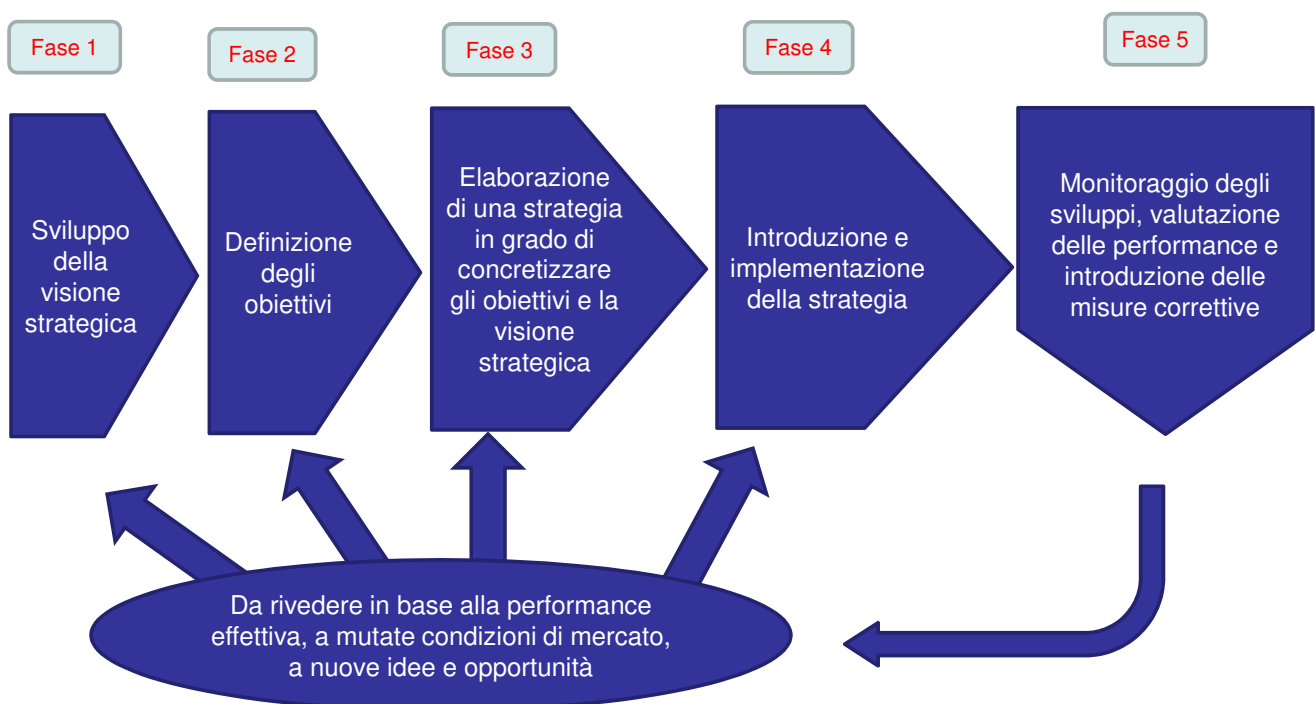 Fase 1
Fase 2
Fase 3
Fase 4
Fase 5
Sviluppo
della
visione
strategica
Definizione
degli
obiettivi
Elaborazione
di una strategia
in grado di
concretizzare
gli obiettivi e la
visione
strategica
Introduzione e
implementazione
della strategia
Monitoraggio degli
sviluppi, valutazione
delle performance e
introduzione delle
misure correttive
Da rivedere in base alla performance
effettiva, a mutate condizioni di mercato,
a nuove idee e opportunità